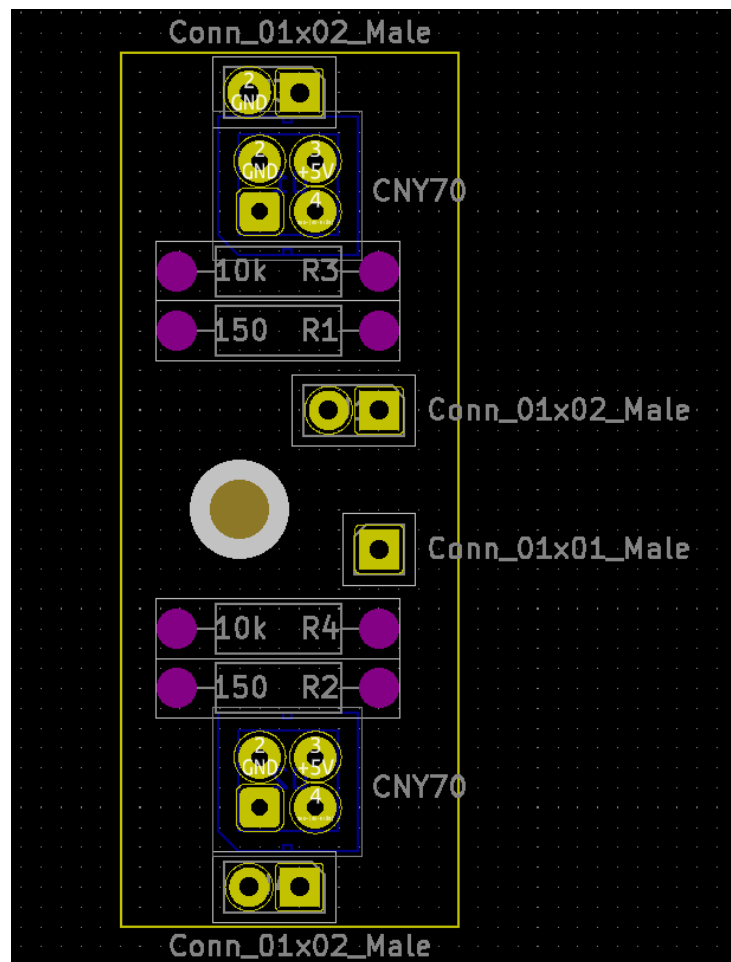 Conn_01x02_Male
2
GND
2
GND
3
+5V
4
CNY70
10k R3
150 R1
Conn_01x02_Male
Conn_01x01_Male
10k R4
150 R2
2
GND
3
+5V
4
CNY70
Conn_01x02_Male